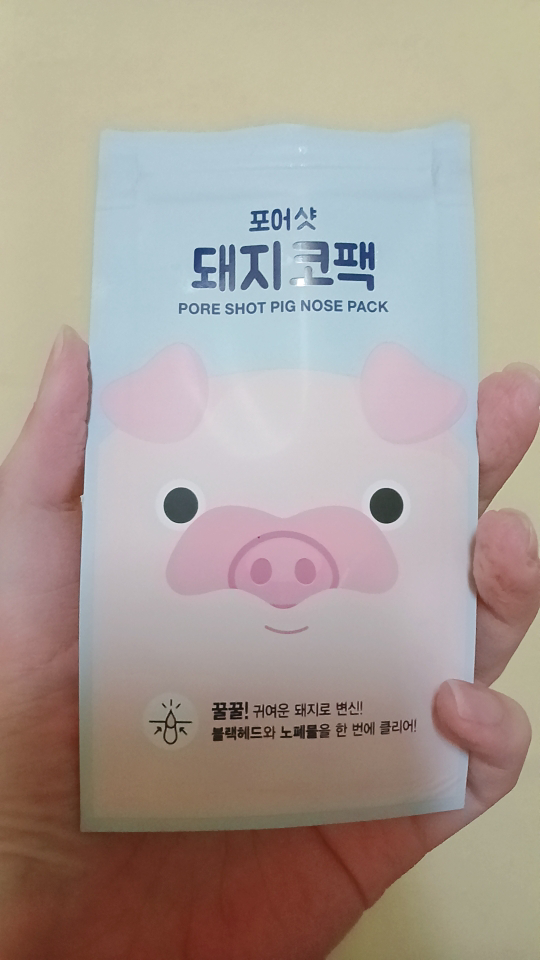 포어샷
돼지코팩
PORE SHOT PIG NOSE PACK
꿀꿀! 귀여운 돼지로 변신!
블랙헤드와 노폐물을 한 번에 클리어!